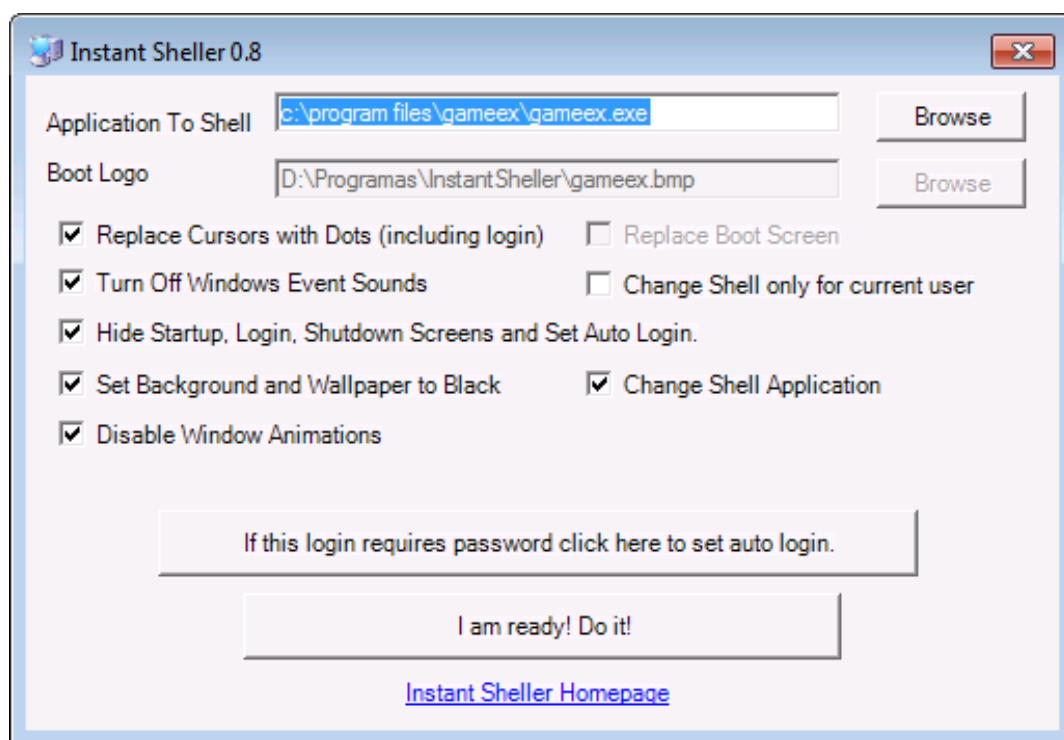 Instant Sheller 0.8
Application To Shell c:\program files\gameex\gameex.exe Browse
Boot Logo D:\Programas\InstantSheller\gameex.bmp Browse
Replace Cursors with Dots (including login) Replace Boot Screen
Turn Off Windows Event Sounds Change Shell only for current user
Hide Startup, Login, Shutdown Screens and Set Auto Login.
Set Background and Wallpaper to Black Change Shell Application
Disable Window Animations
If this login requires password click here to set auto login.
I am ready! Do it!
Instant Sheller Homepage